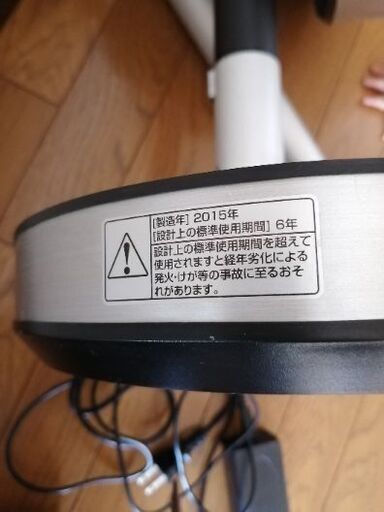 [製造年] 2015年
[設計上の標準使用期間] 6年
設計上の標準使用期間を超えて
使用されますと経年劣化による
発火・けが等の事故に至るおそ
れがあります。